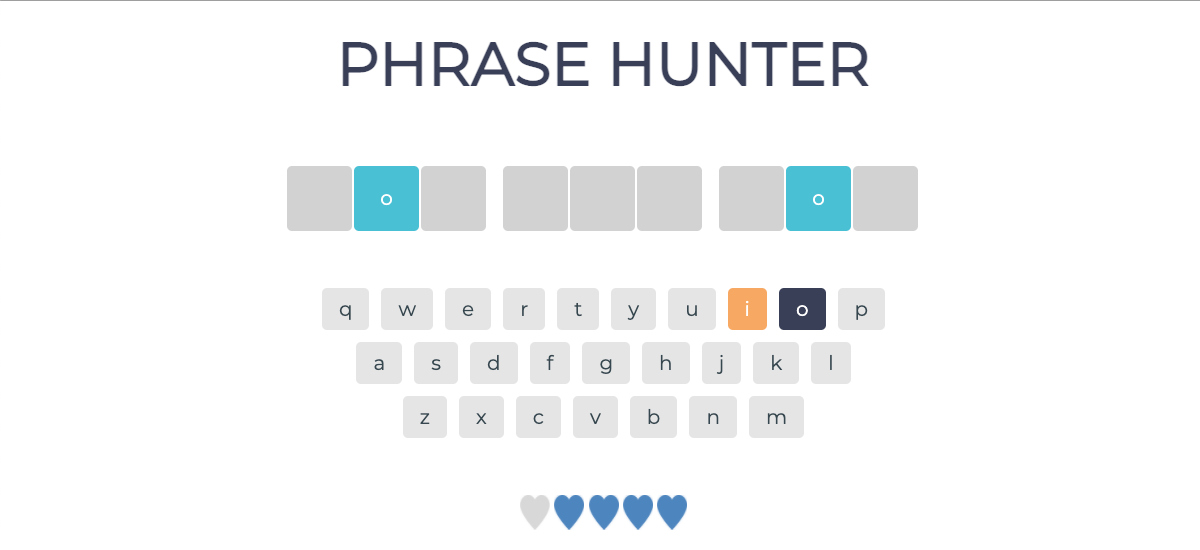 PHRASE HUNTER
o o
q w e r t y u i o p
a s d f g h j k l
z x c v b n m